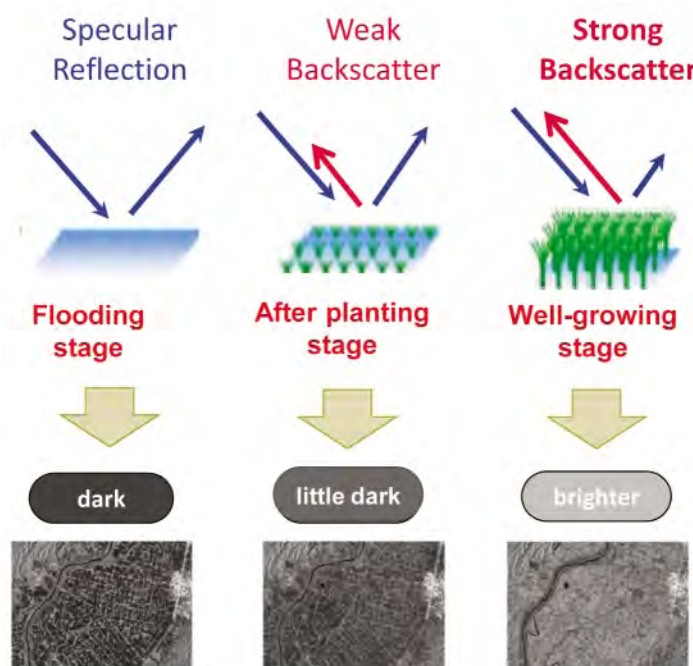 Specular
Reflection
Weak
Backscatter
Strong
Backscatter
Flooding
stage
After planting
stage
Well-growing
stage
dark
little dark
brighter